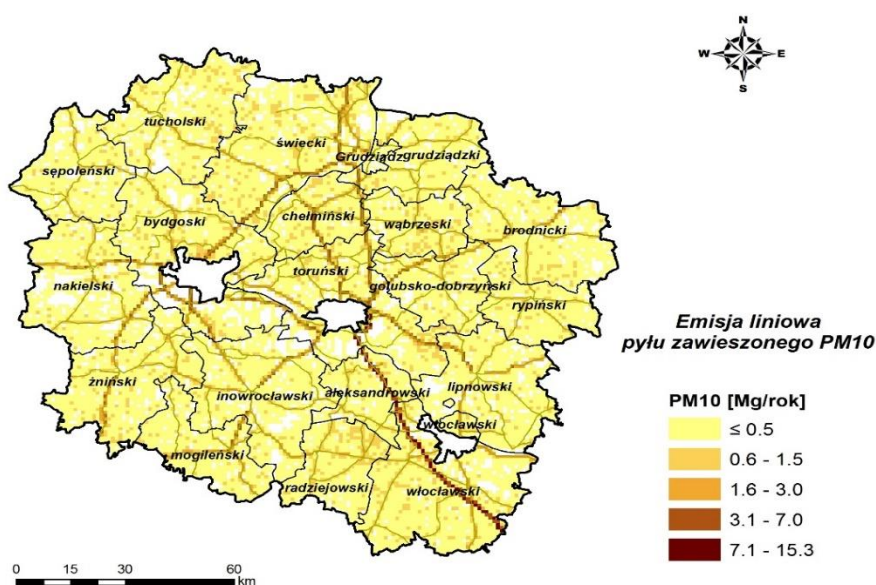 N
W E
S
tucholski
świecki
Grudziądz
grudziądzki
sępoleński
bydgoski
chełmiński
wąbrzeski
brodnicki
nakielski
toruński
golubsko-dobrzyński
rypiński
Emisja liniowa
pyłu zawieszonego PM10
żniński
inowrocławski
aleksandrowski
lipnowski
włocławski
mogileński
radziejowski
włocławski
PM10 [Mg/rok]
≤ 0.5
0.6 - 1.5
1.6 - 3.0
3.1 - 7.0
7.1 - 15.3
0 15 30 60
km